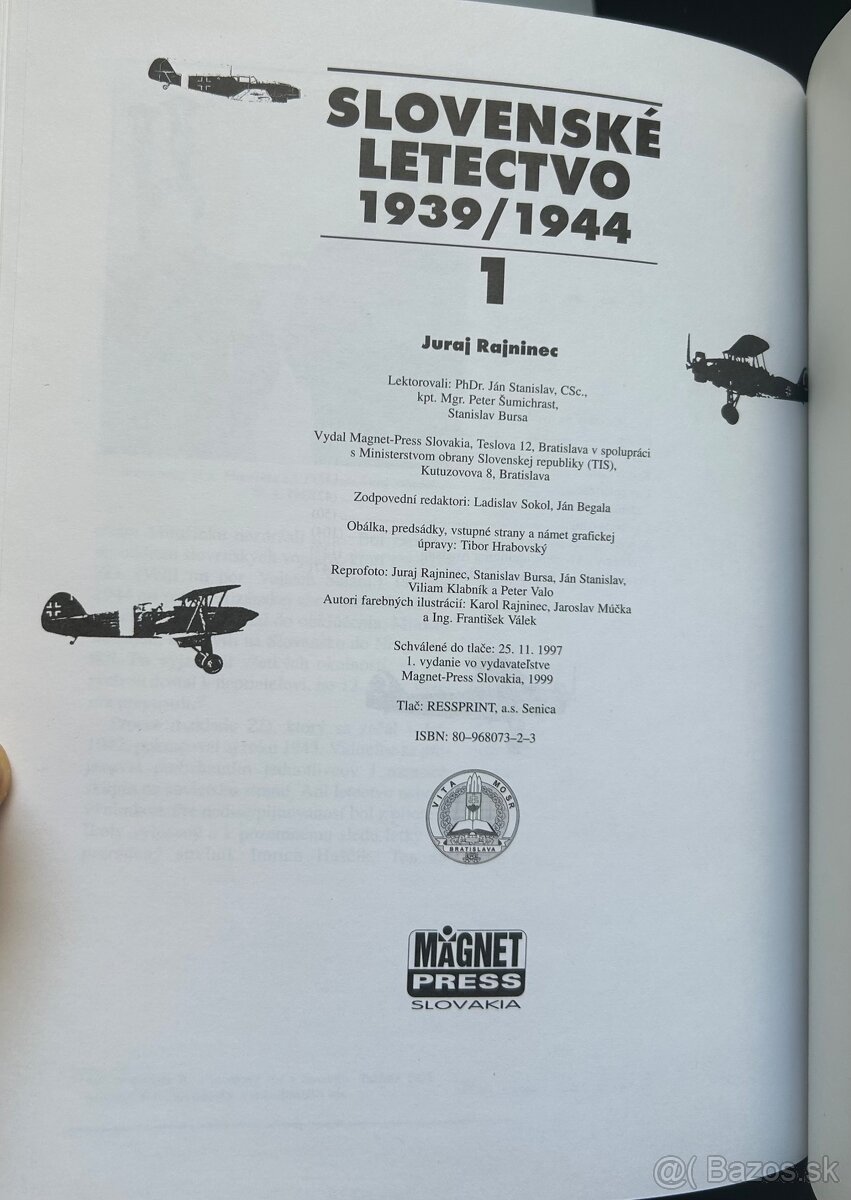 SLOVENSKÉ
LETECTVO
1939/1944
1
Juraj Rajninec
Lektorovali: PhDr. Ján Stanislav, CSc.,
kpt. Mgr. Peter Šumichrast,
Stanislav Bursa
Vydal Magnet-Press Slovakia, Teslova 12, Bratislava v spolupráci
s Ministerstvom obrany Slovenskej republiky (TIS),
Kutuzovova 8, Bratislava
Zodpovední redaktori: Ladislav Sokol, Ján Begala
Obálka, predsádky, vstupné strany a námet grafickej
úpravy: Tibor Hrabovský
Reprofoto: Juraj Rajninec, Stanislav Bursa, Ján Stanislav,
Viliam Klabník a Peter Valo
Autori farebných ilustrácií: Karol Rajninec, Jaroslav Múčka
a Ing. František Válek
Schválené do tlače: 25. 11. 1997
1. vydanie vo vydavateľstve
Magnet-Press Slovakia, 1999
Tlač: RESSPRINT, a.s. Senica
ISBN: 80–968073–2–3
VITA MOSR
BRATISLAVA
MAGNET
PRESS
SLOVAKIA
@( Bazos.sk